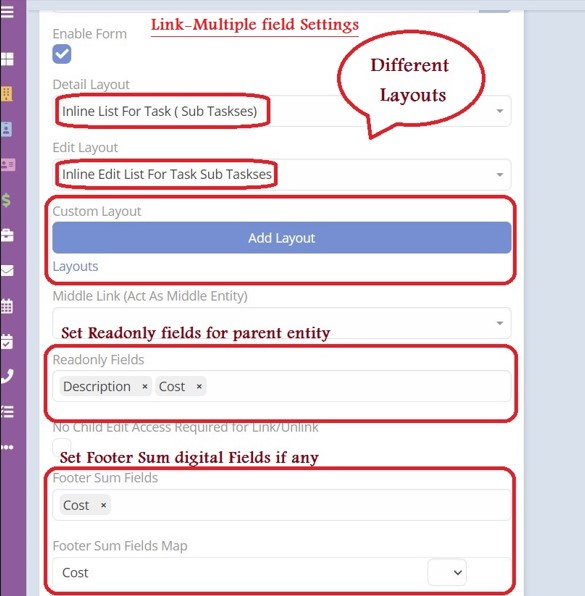 Link-Multiple field Settings
Enable Form
Different
Layouts
Detail Layout
Inline List For Task ( Sub Taskses)
Edit Layout
Inline Edit List For Task Sub Taskses
Custom Layout
Add Layout
Layouts
Middle Link (Act As Middle Entity)
Set Readonly fields for parent entity
Readonly Fields
Description × Cost ×
No Child Edit Access Required for Link/Unlink
Set Footer Sum digital Fields if any
Footer Sum Fields
Cost ×
Footer Sum Fields Map
Cost